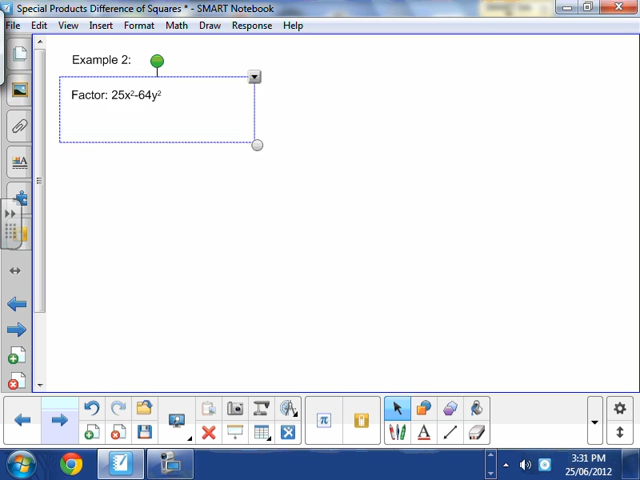 Special Products Difference of Squares * - SMART Notebook
File Edit View Insert Format Math Draw Response Help
Example 2:
Factor: 25x²-64y²
A
π
A
3:31 PM
25/06/2012